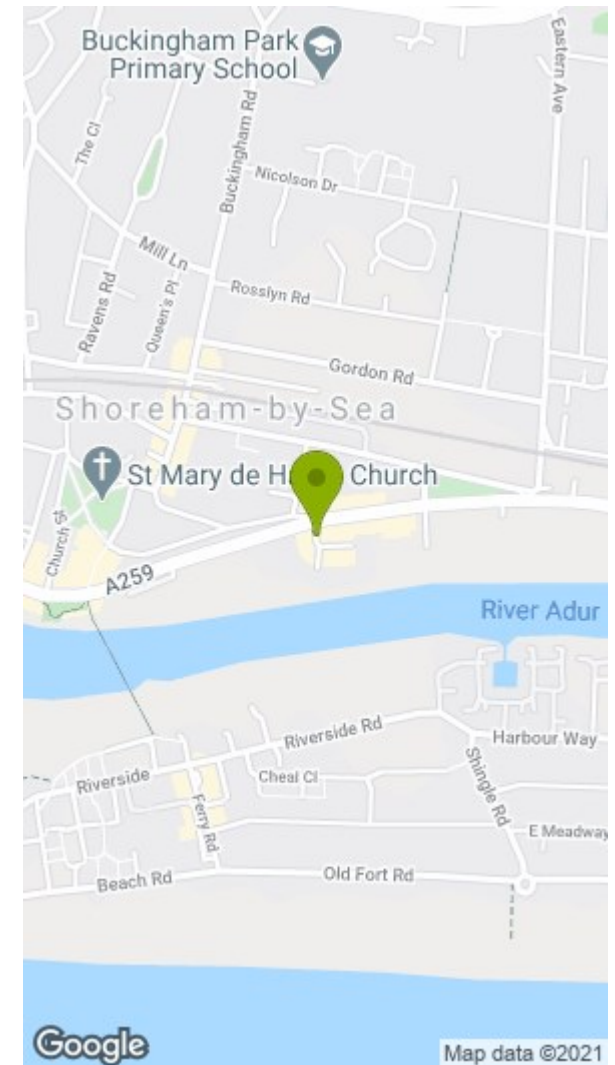 Buckingham Park
Primary School
Eastern Ave
The Cl
Buckingham Rd
Nicolson Dr
Mill Ln
Ravens Rd
Queen's Pl
Rosslyn Rd
Gordon Rd
Shoreham-by-Sea
St Mary de H Church
Church St
A259
River Adur
Riverside Rd
Harbour Way
Riverside
Cheal Cl
Shingle Rd
Ferry Rd
E Meadway
Beach Rd
Old Fort Rd
Google
Map data ©2021